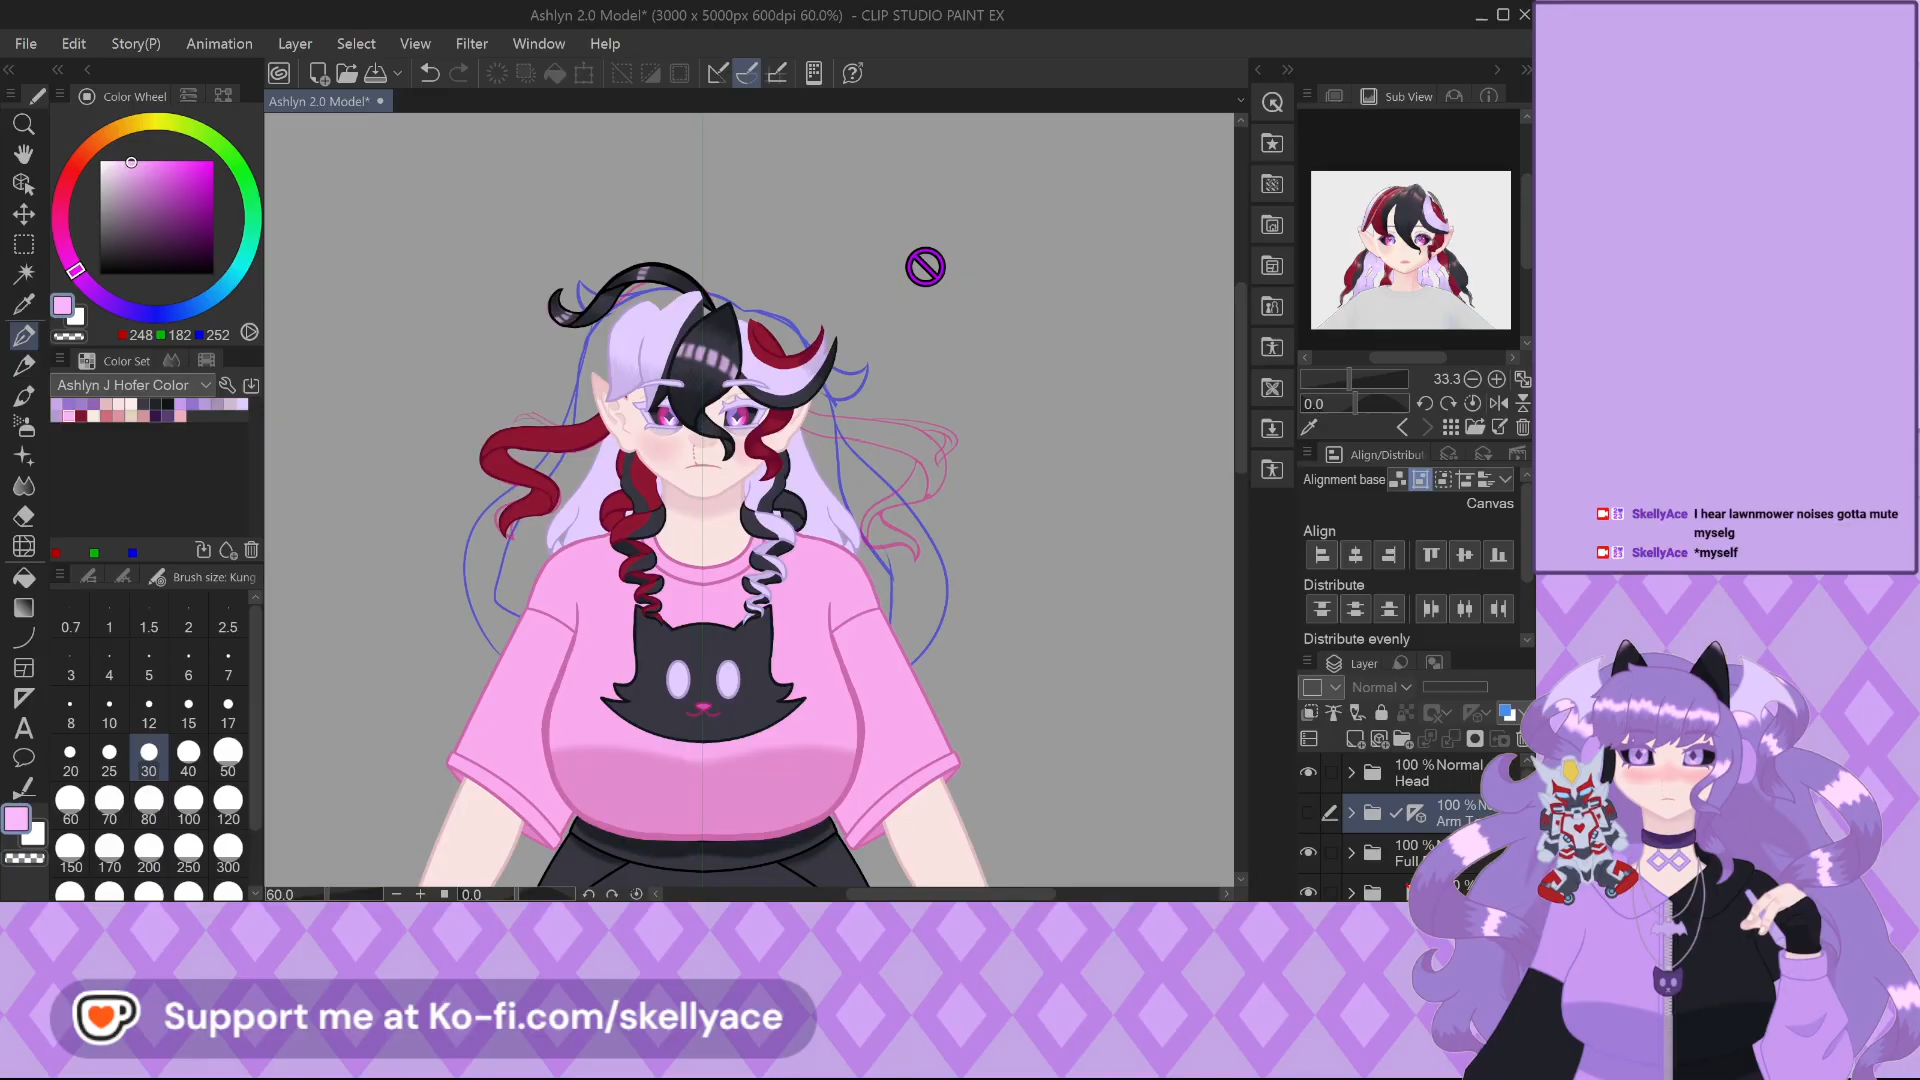 Ashlyn 2.0 Model* (3000 x 5000px 600dpi 60.0%)  - CLIP STUDIO PAINT EX
File Edit Story(P) Animation Layer Select View Filter Window Help
Color Wheel
Ashlyn 2.0 Model*
Sub View
248 182 252
Color Set
Ashlyn J Hofer Color
33.3
0.0
Align/Distribut
Alignment base
Canvas
Align
Distribute
Distribute evenly
Brush size: Kung
0.7 1 1.5 2 2.5
3 4 5 6 7
8 10 12 15 17
20 25 30 40 50
60 70 80 100 120
150 170 200 250 300
Layer
Normal
100 % Normal
Head
Arm
Full
60.0
0.0
SkellyAce I hear lawnmower noises gotta mute
myselg
SkellyAce *myself
Support me at Ko-fi.com/skellyace